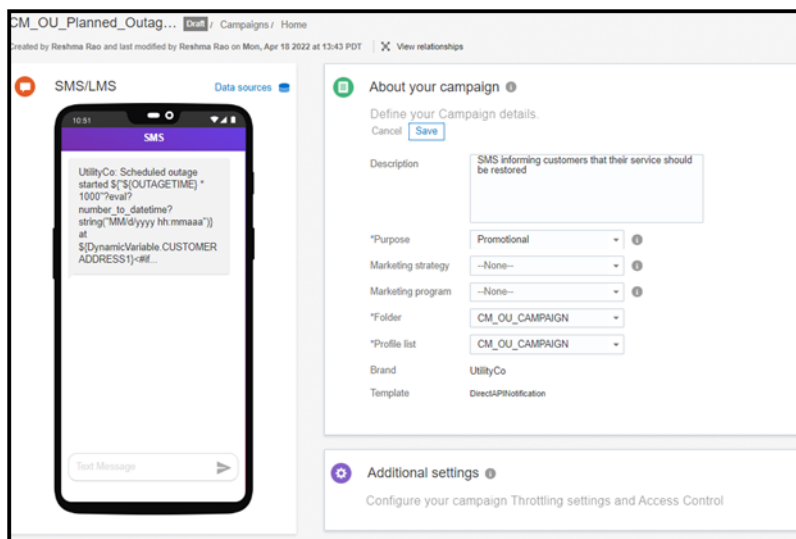 CM_OU_Planned_Outag... Draft / Campaigns / Home
Created by Reshma Rao and last modified by Reshma Rao on Mon, Apr 18 2022 at 13:43 PDT
View relationships
SMS/LMS
Data sources
10:51
SMS
UtilityCo: Scheduled outage
started ${"${OUTAGETIME} *
1000"?eval?
number_to_datetime?
string("MM/d/yyyy hh:mmaaa")}
at
${DynamicVariable.CUSTOMER
ADDRESS1}<#if...
Text Message
About your campaign
Define your Campaign details.
Cancel Save
Description
SMS informing customers that their service should
be restored
*Purpose Promotional
Marketing strategy --None--
Marketing program --None--
*Folder CM_OU_CAMPAIGN
*Profile list CM_OU_CAMPAIGN
Brand UtilityCo
Template DirectAPINotification
Additional settings
Configure your campaign Throttling settings and Access Control